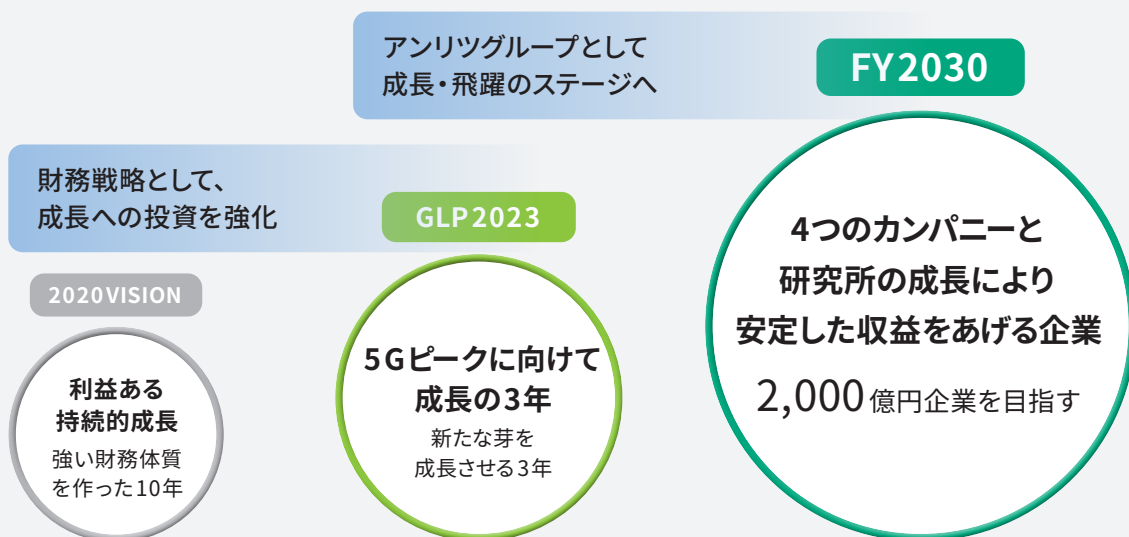 アンリツグループとして
成長・飛躍のステージへ
FY2030
財務戦略として、
成長への投資を強化
GLP2023
2020VISION
利益ある
持続的成長
強い財務体質
を作った10年
5Gピークに向けて
成長の3年
新たな芽を
成長させる3年
4つのカンパニーと
研究所の成長により
安定した収益をあげる企業
2,000億円企業を目指す